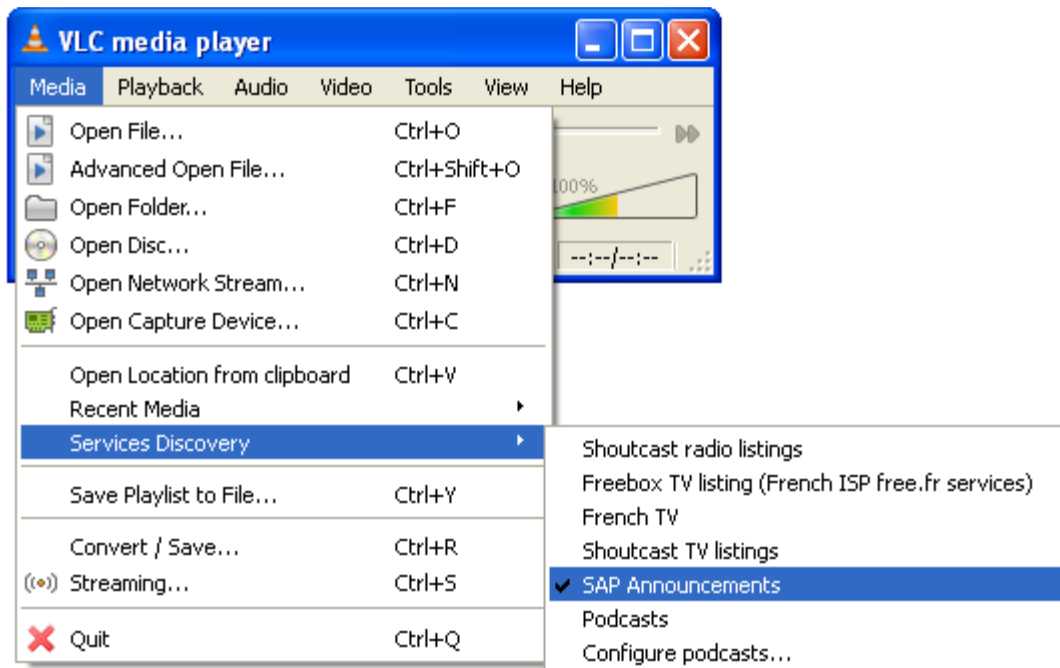 VLC media player
Media Playback Audio Video Tools View Help
Open File... Ctrl+O
Advanced Open File... Ctrl+Shift+O
100%
Open Folder... Ctrl+F
Open Disc... Ctrl+D
--:--/--:--
Open Network Stream... Ctrl+N
Open Capture Device... Ctrl+C
Open Location from clipboard Ctrl+V
Recent Media
Services Discovery
Save Playlist to File... Ctrl+Y
Convert / Save... Ctrl+R
Streaming... Ctrl+S
Quit Ctrl+Q
Shoutcast radio listings
Freebox TV listing (French ISP free.fr services)
French TV
Shoutcast TV listings
SAP Announcements
Podcasts
Configure podcasts...